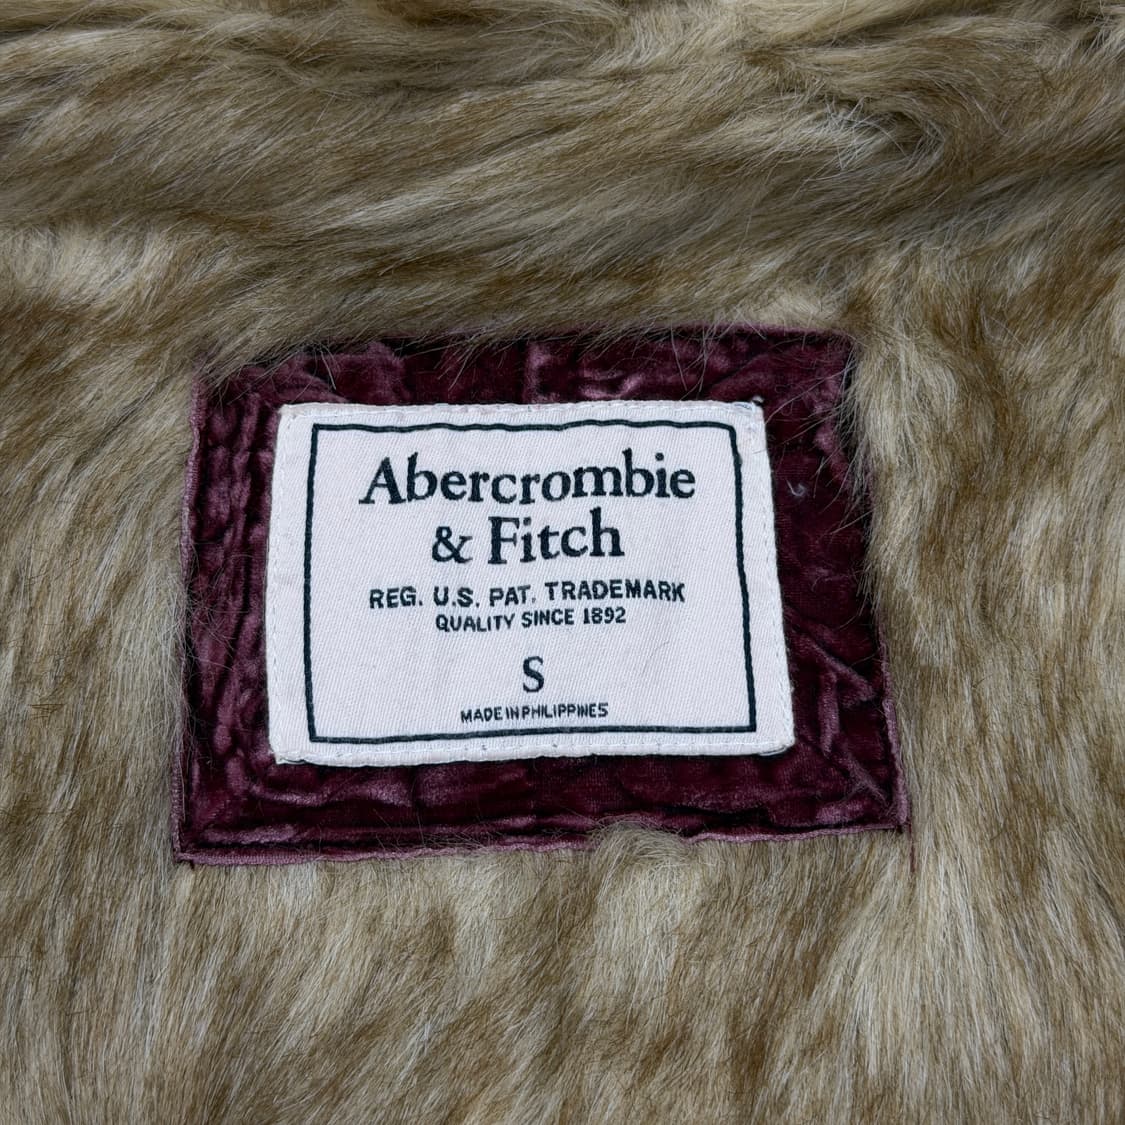 Abercrombie
& Fitch
REG. U.S. PAT. TRADEMARK
QUALITY SINCE 1892
S
MADE IN PHILIPPINES